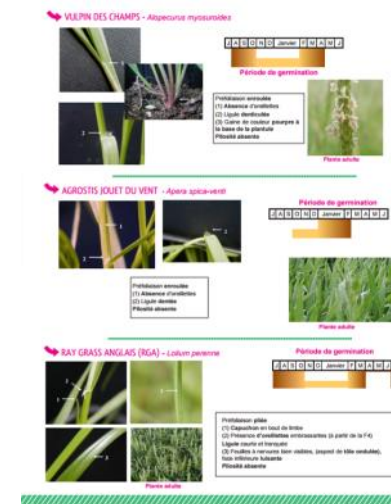 VULPIN DES CHAMPS - Alopecurus myosuroides
J A S O N D Janvier F M A M J
Période de germination
Préfoliaison enroulée
(1) Absence d'oreillettes
(2) Ligule denticulée
(3) Gaine de couleur pourpre à
la base de la plantule
Pilosité absente
Plante adulte
AGROSTIS JOUET DU VENT - Apera spica-venti
Période de germination
J A S O N D Janvier F M A M J
Préfoliaison enroulée
(1) Absence d'oreillettes
(2) Ligule dentée
Pilosité absente
Plante adulte
RAY GRASS ANGLAIS (RGA) - Lolium perenne
Période de germination
J A S O N D Janvier F M A M J
Préfoliaison pliée
(1) Capuchon en bout de limbe
(2) Présence d'oreillettes embrassantes (à partir de la F4)
Ligule courte et tronquée
(3) Feuilles à nervures bien visibles, (aspect de tôle ondulée),
face inférieure luisante
Pilosité absente
Plante adulte